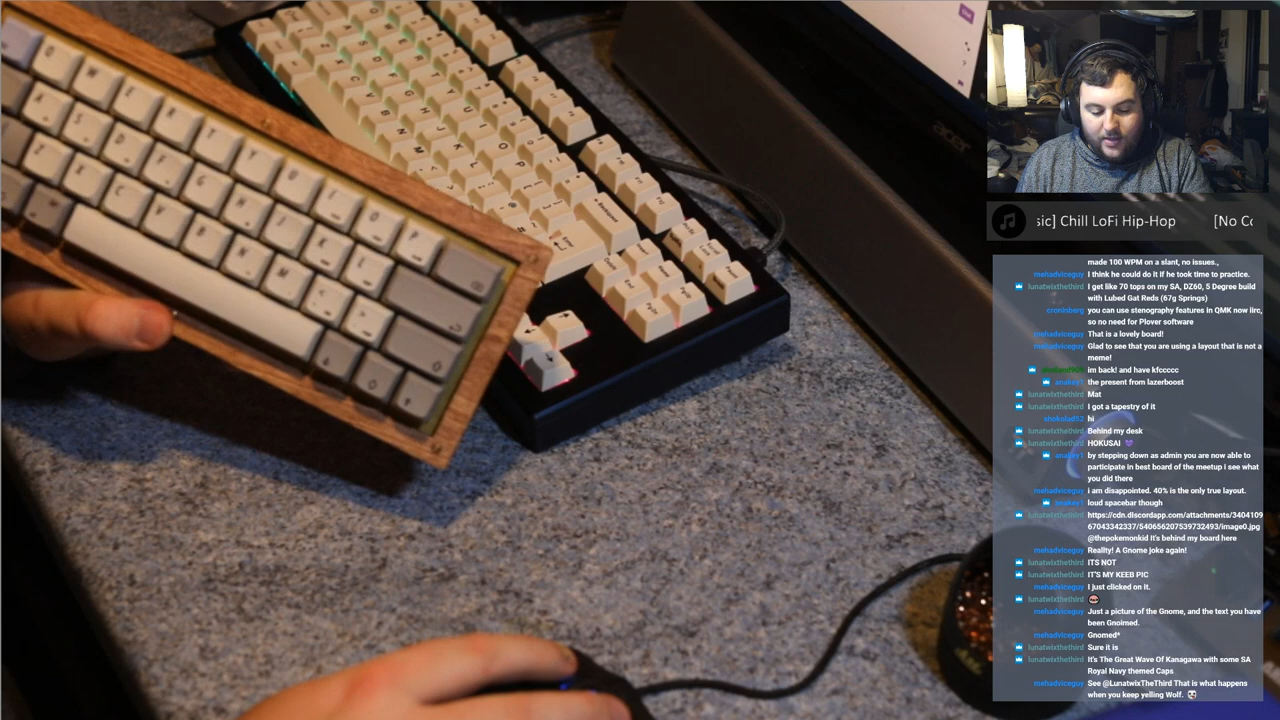 acer
sic] Chill LoFi Hip-Hop [No Co
made 100 WPM on a slant, no issues.,
mehadviceguy I think he could do it If he took time to practice.
lunatwixthethird I get like 70 tops on my SA, DZ60, 5 Degree build
with Lubed Gat Reds (67g Springs)
croninberg you can use stenography features in QMK now iirc,
so no need for Plover software
mehadviceguy That is a lovely board!
mehadviceguy Glad to see that you are using a layout that is not a
meme!
im back! and have kfccccc
the present from lazerboost
lunatwixthethird Mat
lunatwixthethird I got a tapestry of it
hi
lunatwixthethird Behind my desk
lunatwixthethird HOKUSAI
by stepping down as admin you are now able to
participate in best board of the meetup i see what
you did there
mehadviceguy i am disappointed. 40% is the only true layout.
loud spacebar though
lunatwixthethird https://cdn.discordapp.com/attachments/3404109
67043342337/540656207539732493/image0.jpg
@thepokemonkid It's behind my board here
mehadviceguy Reality! A Gnome joke again!
lunatwixthethird ITS NOT
lunatwixthethird IT'S MY KEEB PIC
mehadviceguy I just clicked on it.
lunatwixthethird
mehadviceguy Just a picture of the Gnome, and the text you have
been Gnoimed.
mehadviceguy Gnomed*
lunatwixthethird Sure it is
lunatwixthethird It's The Great Wave Of Kanagawa with some SA
Royal Navy themed Caps
mehadviceguy See @LunatwixTheThird That is what happens
when you keep yelling Wolf.